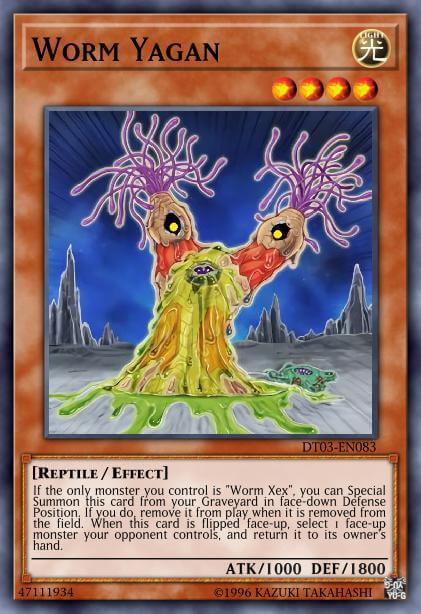 Worm Yagan
LIGHT
光
DT03-EN083
[Reptile / Effect]
If the only monster you control is "Worm Xex", you can Special
Summon this card from your Graveyard in face-down Defense
Position. If you do, remove it from play when it is removed from
the field. When this card is flipped face-up, select 1 face-up
monster your opponent controls, and return it to its owner's
hand.
ATK/1000 DEF/1800
47111934
©1996 KAZUKI TAKAHASHI